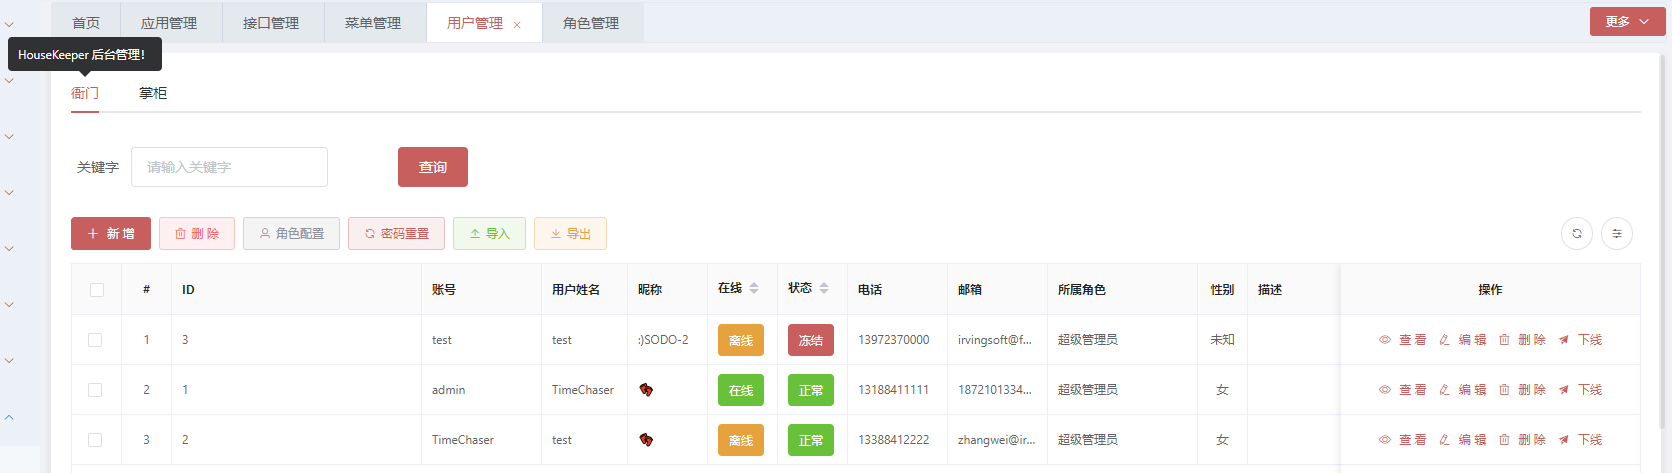 首页 应用管理 接口管理 菜单管理 用户管理 × 角色管理 更多
HouseKeeper 后台管理!
衙门 掌柜
关键字 请输入关键字 查询
新增 删除 角色配置 密码重置 导入 导出
# ID 账号 用户姓名 昵称 在线 状态 电话 邮箱 所属角色 性别 描述 操作
1 3 test test :)SODO-2 离线 冻结 13972370000 irvingsoft@f... 超级管理员 未知 查看 编辑 删除 下线
2 1 admin TimeChaser 在线 正常 13188411111 1872101334... 超级管理员 女 查看 编辑 删除 下线
3 2 TimeChaser test 离线 正常 13388412222 zhangwei@ir... 超级管理员 女 查看 编辑 删除 下线